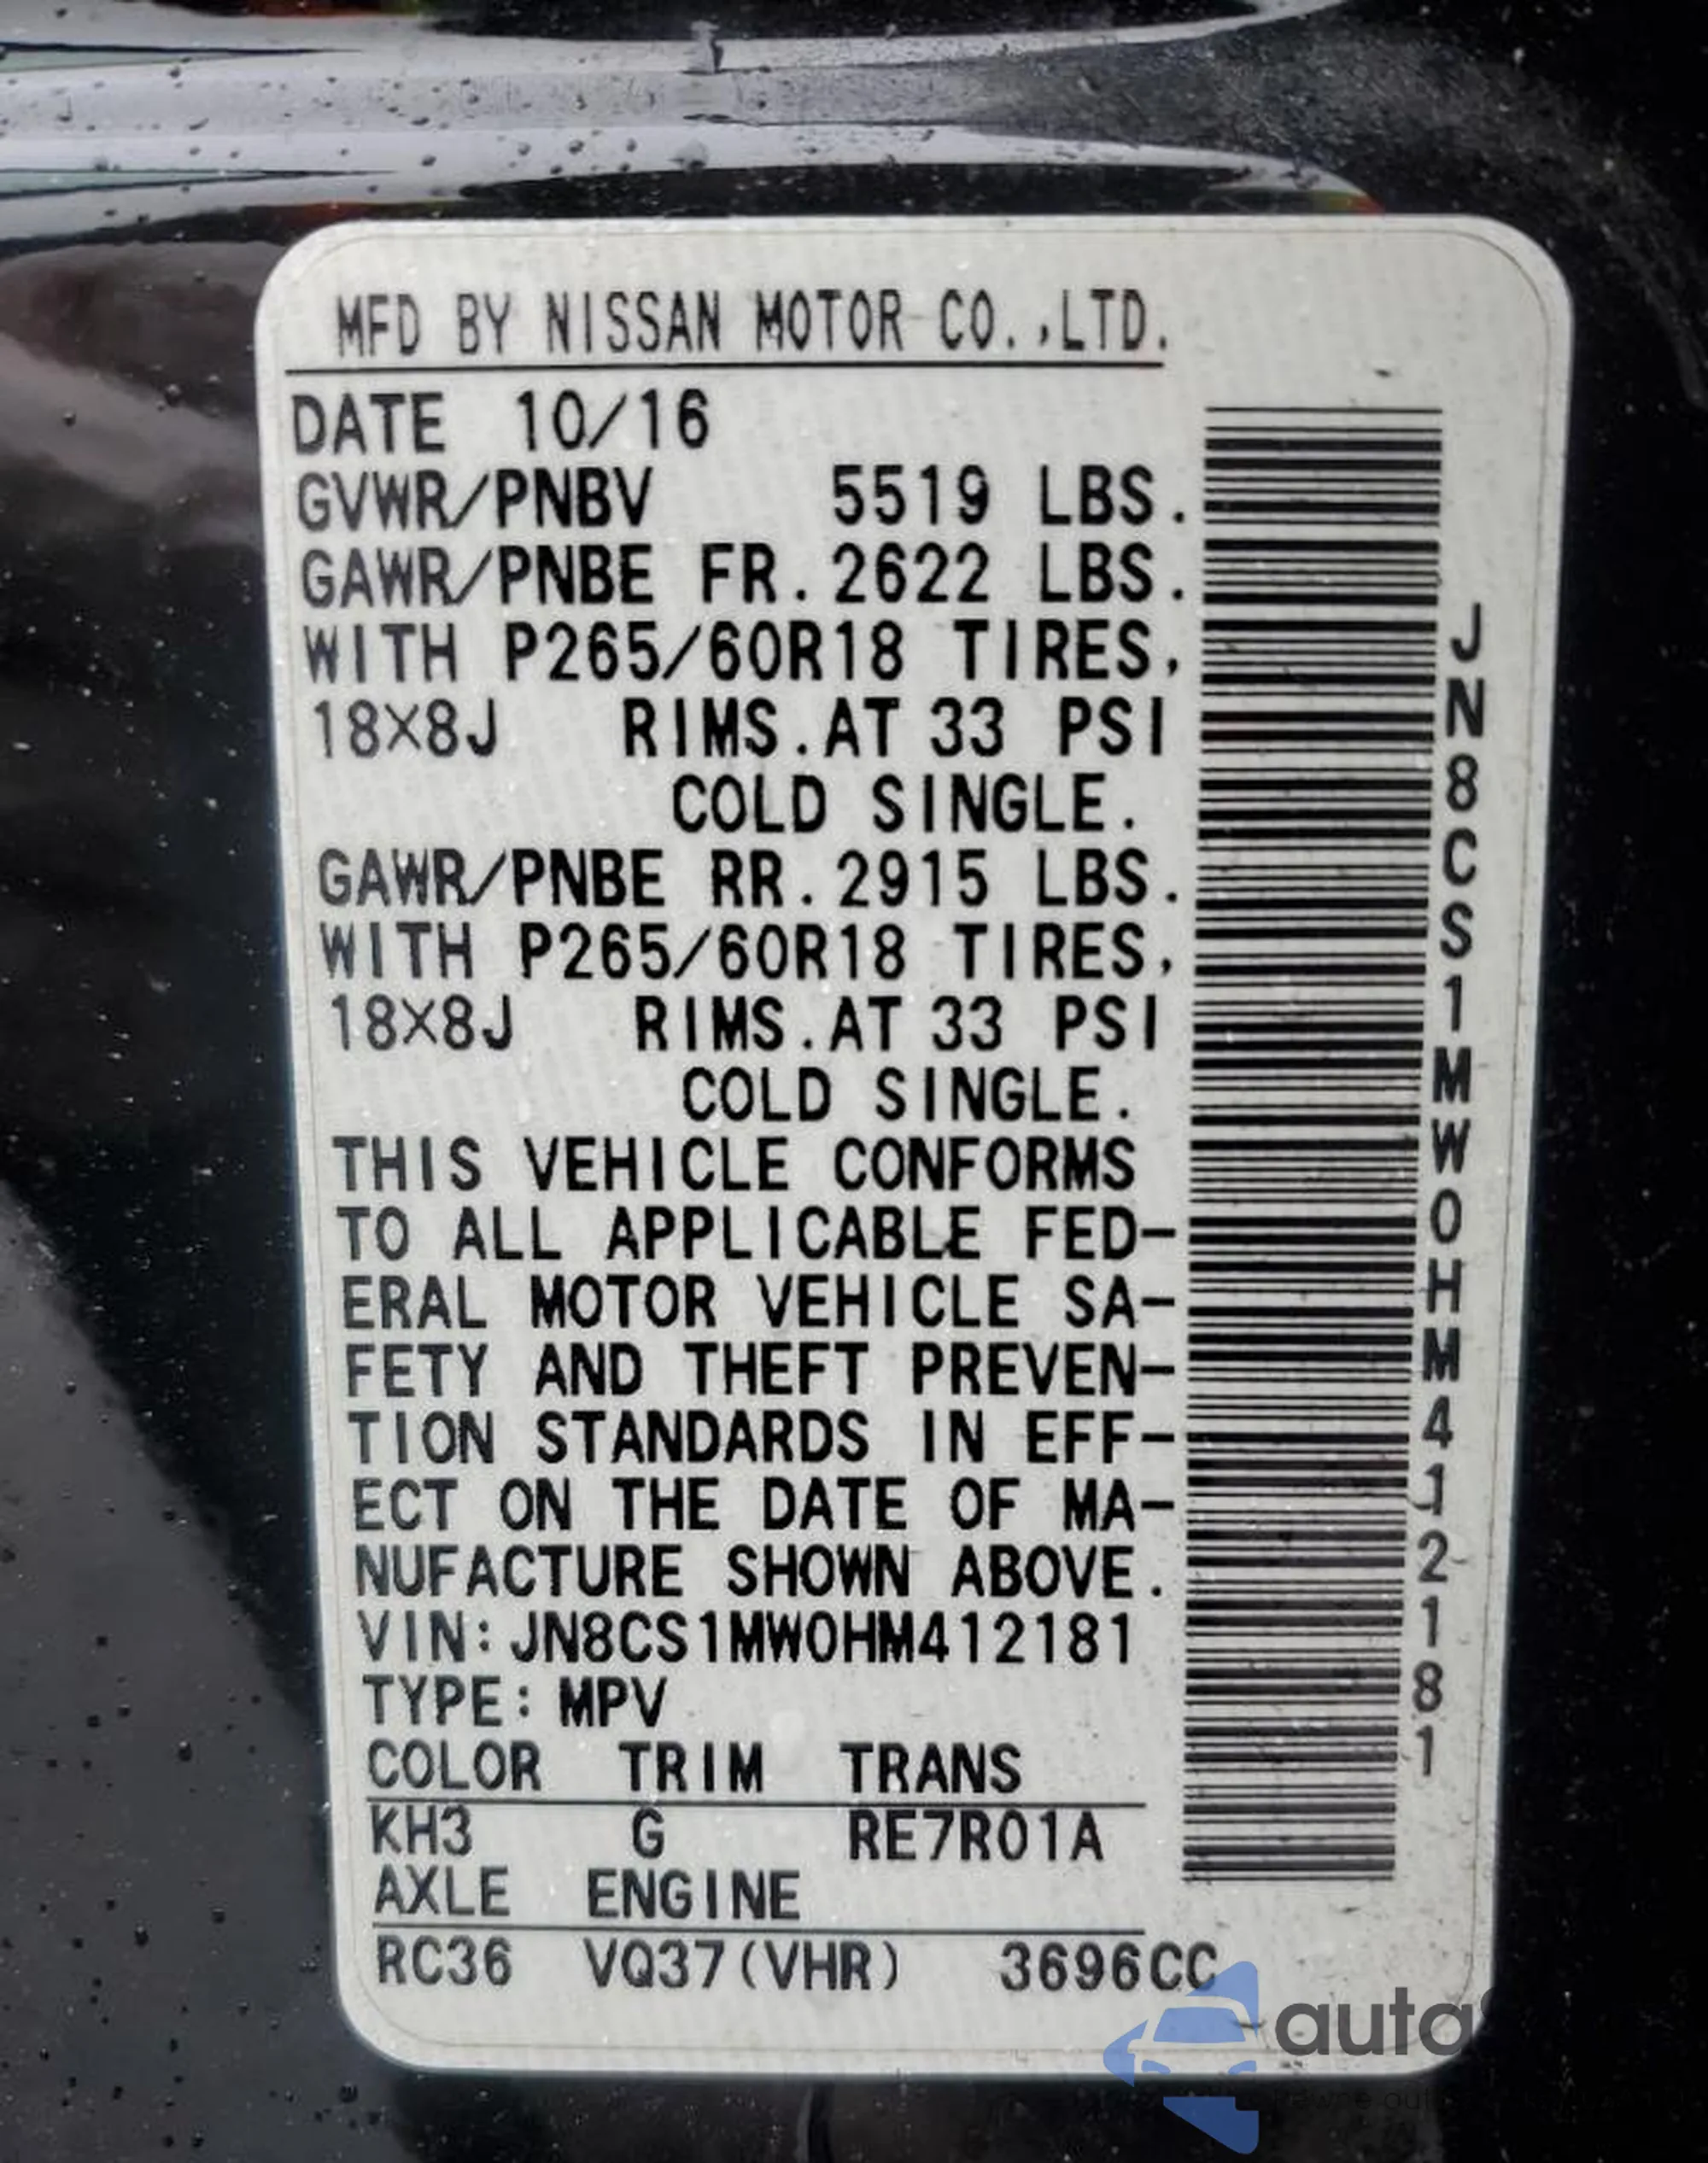 MFD BY NISSAN MOTOR CO.,LTD.
DATE 10/16
GVWR/PNBV 5519 LBS.
GAWR/PNBE FR.2622 LBS.
WITH P265/60R18 TIRES,
18X8J RIMS.AT 33 PSI
COLD SINGLE.
GAWR/PNBE RR.2915 LBS.
WITH P265/60R18 TIRES,
18X8J RIMS.AT 33 PSI
COLD SINGLE.
THIS VEHICLE CONFORMS
TO ALL APPLICABLE FED-
ERAL MOTOR VEHICLE SA-
FETY AND THEFT PREVEN-
TION STANDARDS IN EFF-
ECT ON THE DATE OF MA-
NUFACTURE SHOWN ABOVE.
VIN:JN8CS1MW0HM412181
TYPE:MPV
COLOR TRIM TRANS
KH3 G RE7R01A
AXLE ENGINE
RC36 VQ37(VHR) 3696CC
JN8CS1MW0HM412181
auta